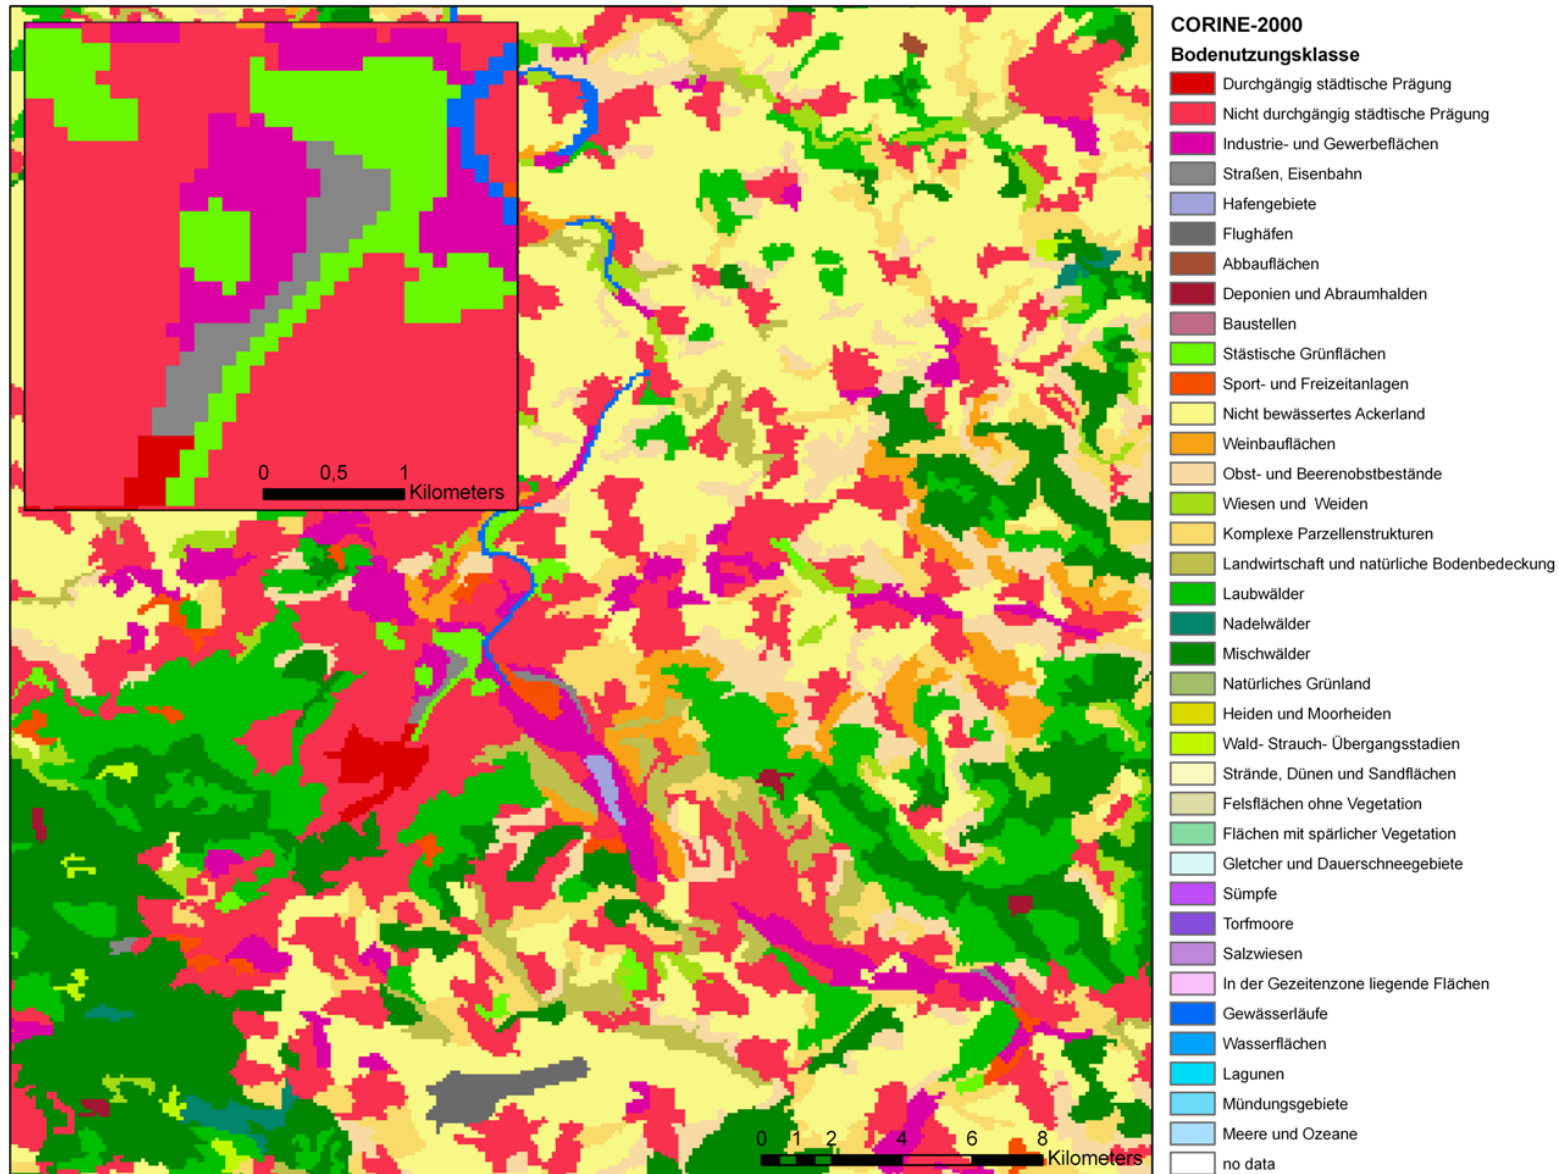 CORINE-2000
Bodenutzungsklasse
Durchgängig städtische Prägung
Nicht durchgängig städtische Prägung
Industrie- und Gewerbeflächen
Straßen, Eisenbahn
Hafengebiete
Flughäfen
Abbauflächen
Deponien und Abraumhalden
Baustellen
Stästische Grünflächen
Sport- und Freizeitanlagen
Nicht bewässertes Ackerland
Weinbauflächen
Obst- und Beerenobstbestände
Wiesen und Weiden
Komplexe Parzellenstrukturen
Landwirtschaft und natürliche Bodenbedeckung
Laubwälder
Nadelwälder
Mischwälder
Natürliches Grünland
Heiden und Moorheiden
Wald- Strauch- Übergangsstadien
Strände, Dünen und Sandflächen
Felsflächen ohne Vegetation
Flächen mit spärlicher Vegetation
Gletcher und Dauerschneegebiete
Sümpfe
Torfmoore
Salzwiesen
In der Gezeitenzone liegende Flächen
Gewässerläufe
Wasserflächen
Lagunen
Mündungsgebiete
Meere und Ozeane
no data
0 0,5 1
Kilometers
0 1 2 4 6 8
Kilometers